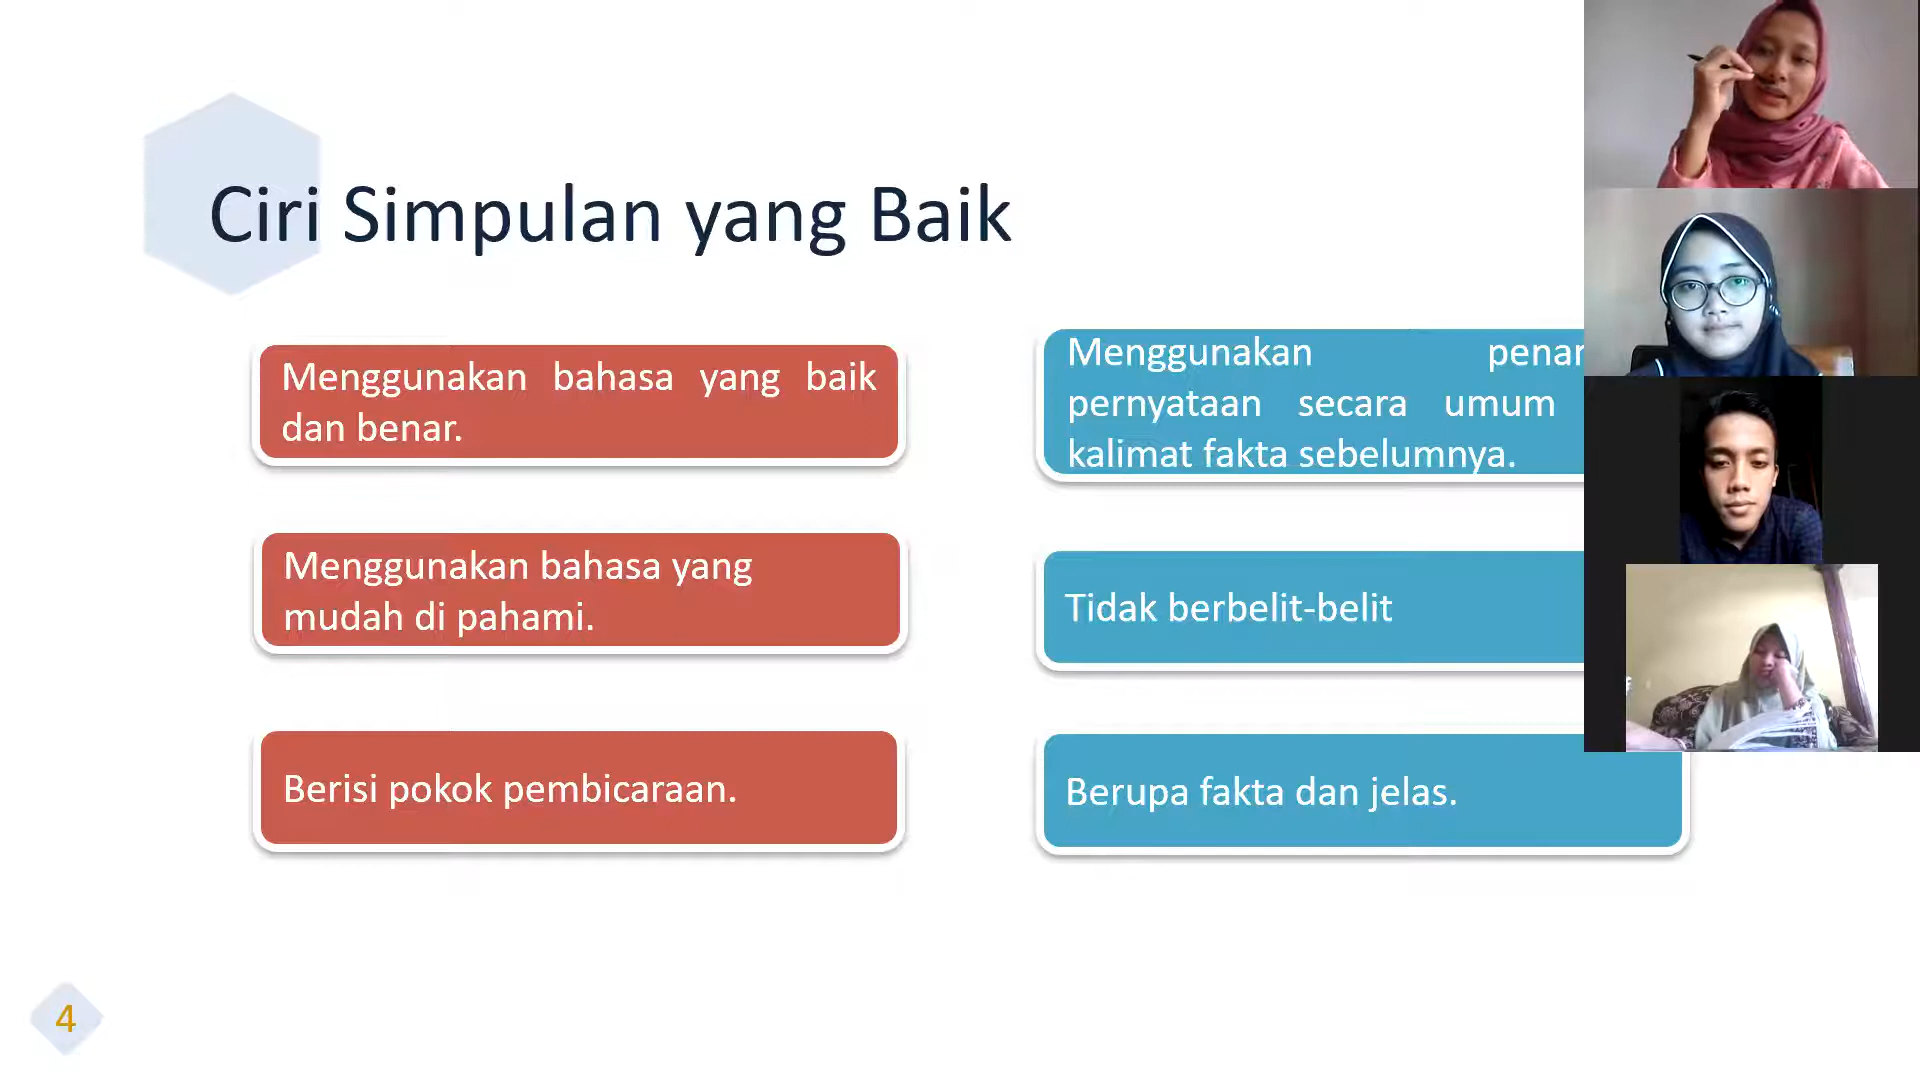 Ciri Simpulan yang Baik
Menggunakan bahasa yang baik
dan benar.
Menggunakan bahasa yang
mudah di pahami.
Berisi pokok pembicaraan.
Menggunakan
pernyataan secara umum
kalimat fakta sebelumnya.
Tidak berbelit-belit
Berupa fakta dan jelas.
4